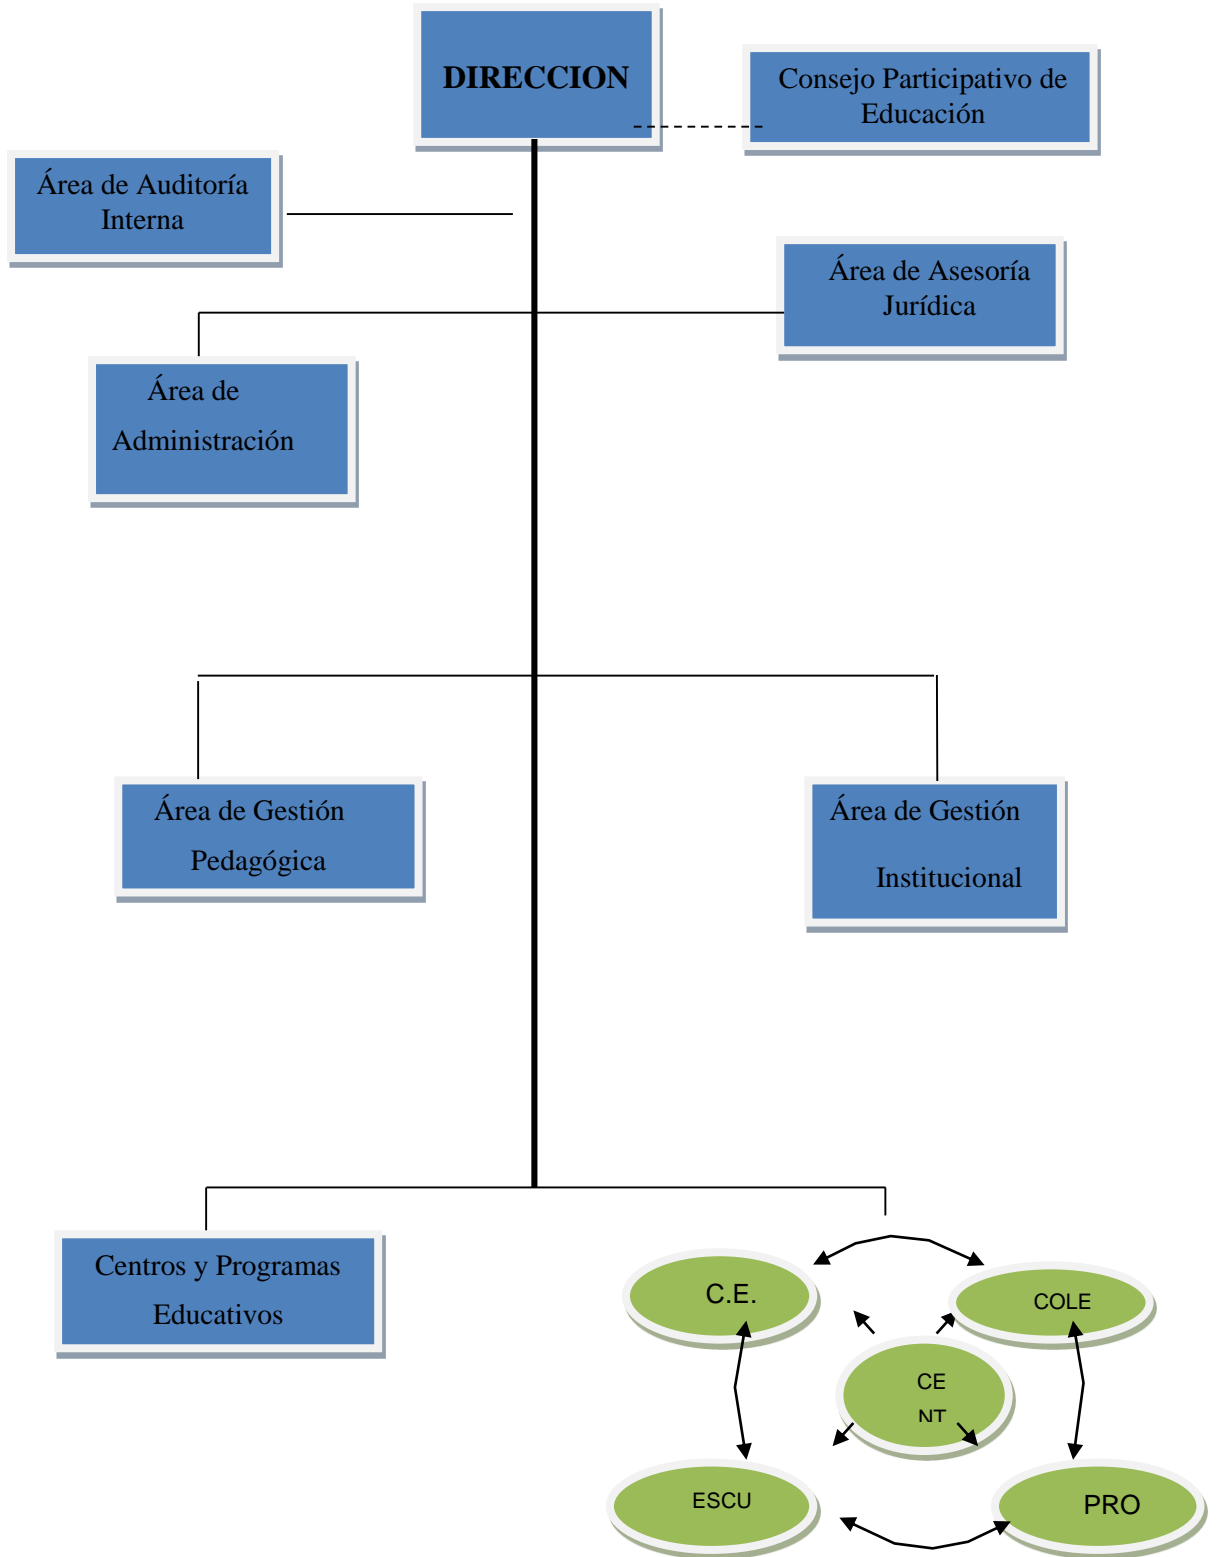 DIRECCION
Consejo Participativo de
Educación
Área de Auditoría
Interna
Área de Asesoría
Jurídica
Área de
Administración
Área de Gestión
Pedagógica
Área de Gestión
Institucional
Centros y Programas
Educativos
C.E.
COLE
CE
NT
ESCU
PRO